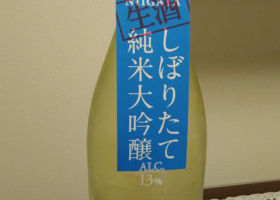 NIIGATA
生酒
しぼりたて
純米大吟醸
ALC.
13%